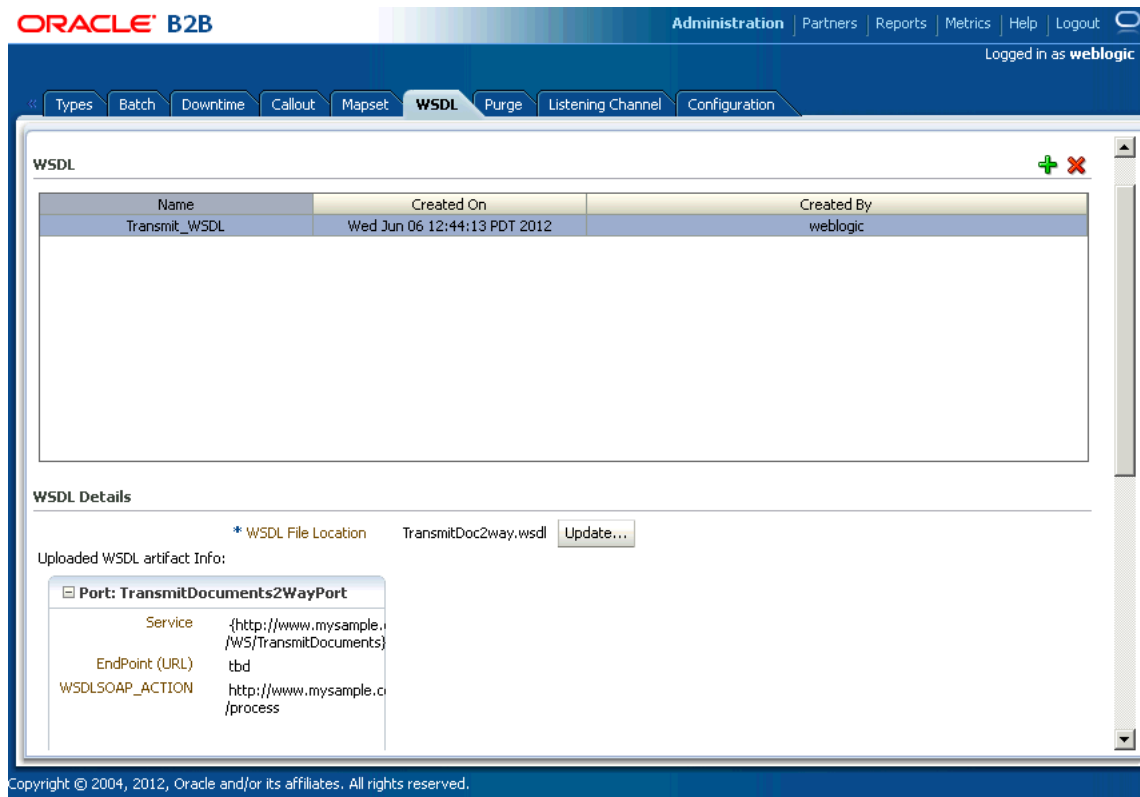 ORACLE B2B
Administration | Partners | Reports | Metrics | Help | Logout
Logged in as weblogic
« Types Batch Downtime Callout Mapset WSDL Purge Listening Channel Configuration
WSDL
Name Created On Created By
Transmit_WSDL Wed Jun 06 12:44:13 PDT 2012 weblogic
WSDL Details
* WSDL File Location TransmitDoc2way.wsdl Update...
Uploaded WSDL artifact Info:
Port: TransmitDocuments2WayPort
Service {http://www.mysample.
/WS/TransmitDocuments}
EndPoint (URL) tbd
WSDLSOAP_ACTION http://www.mysample.c
/process
Copyright © 2004, 2012, Oracle and/or its affiliates. All rights reserved.